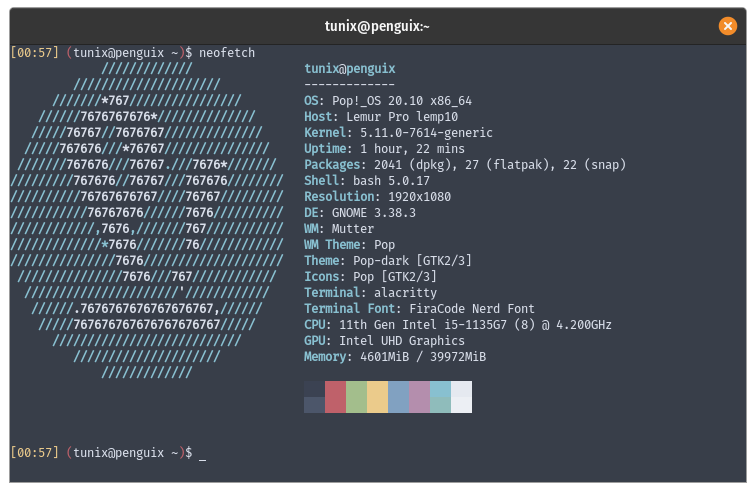 tunix@penguix:~
[00:57] (tunix@penguix ~)$ neofetch
             /////////////                tunix@penguix
         /////////////////////            -------------
      ///////*767////////////////         OS: Pop!_OS 20.10 x86_64
    //////7676767676*//////////////       Host: Lemur Pro lemp10
   /////76767//7676767//////////////      Kernel: 5.11.0-7614-generic
  /////767676///*76767///////////////     Uptime: 1 hour, 22 mins
 ///////767676///76767.///7676*///////    Packages: 2041 (dpkg), 27 (flatpak), 22 (snap)
/////////767676//76767///767676////////   Shell: bash 5.0.17
//////////76767676767////76767/////////   Resolution: 1920x1080
///////////76767676//////7676//////////   DE: GNOME 3.38.3
////////////,7676,///////767///////////   WM: Mutter
/////////////*7676///////76////////////   WM Theme: Pop
///////////////7676////////////////////   Theme: Pop-dark [GTK2/3]
 ///////////////7676///767////////////    Icons: Pop [GTK2/3]
  //////////////////////'////////////     Terminal: alacritty
   //////.7676767676767676767,//////      Terminal Font: FiraCode Nerd Font
    /////767676767676767676767/////       CPU: 11th Gen Intel i5-1135G7 (8) @ 4.200GHz
      ///////////////////////////         GPU: Intel UHD Graphics
         /////////////////////            Memory: 4601MiB / 39972MiB
             /////////////
[00:57] (tunix@penguix ~)$ _